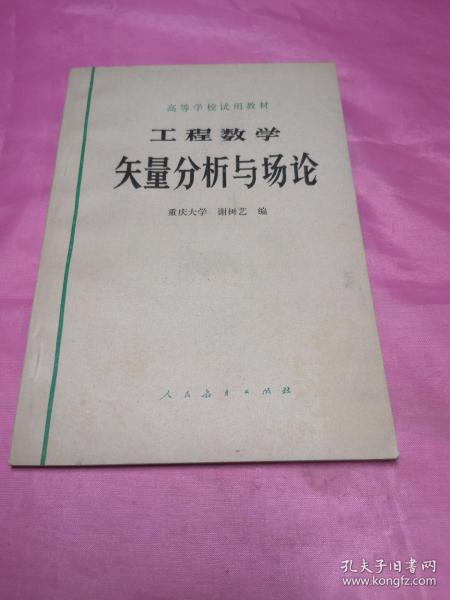 高等学校试用教材
工程数学
矢量分析与场论
重庆大学 谢树艺 编
人民教育出版社
孔夫子旧书网
www.kongfz.com